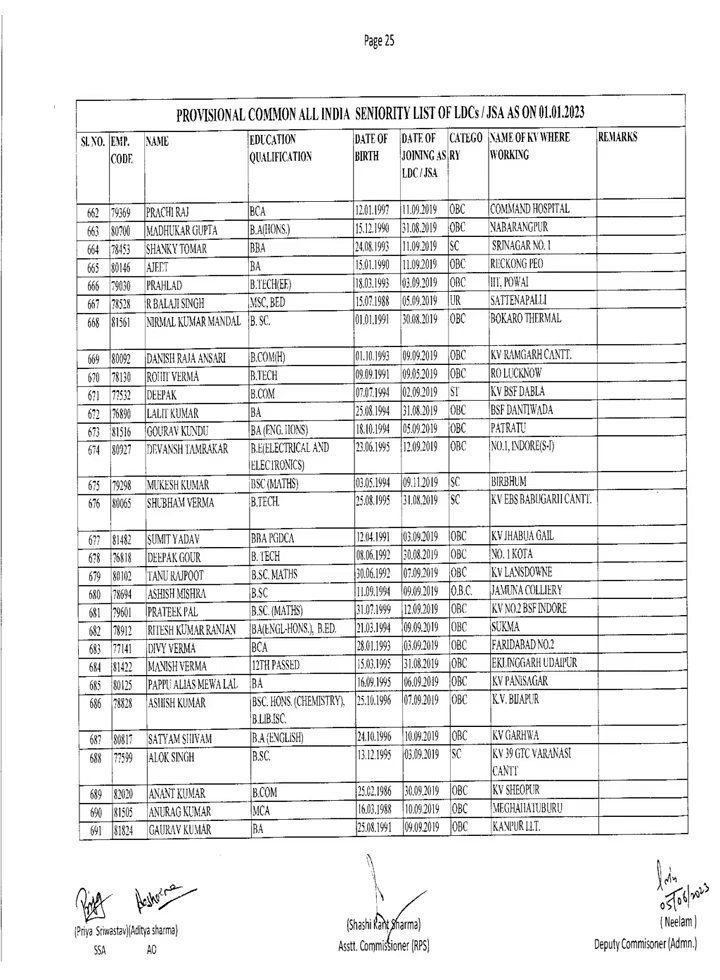 Page 25
PROVISIONAL COMMON ALL INDIA SENIORITY LIST OF LDCs / JSA AS ON 01.01.2023
Sl. NO. EMP. CODE NAME EDUCATION QUALIFICATION DATE OF BIRTH DATE OF JOINING AS LDC / JSA CATEGO RY NAME OF KV WHERE WORKING REMARKS
662 79369 PRACHI RAJ BCA 12.01.1997 11.09.2019 OBC COMMAND HOSPITAL
663 80700 MADHUKAR GUPTA B.A(HONS.) 15.12.1990 31.08.2019 OBC NABARANGPUR
664 78453 SHANKY TOMAR BBA 24.08.1993 11.09.2019 SC SRINAGAR NO. 1
665 80146 AJEET BA 15.01.1990 11.09.2019 OBC RECKONG PEO
666 79030 PRAHLAD B.TECH(EE) 18.03.1993 03.09.2019 OBC IIT, POWAI
667 78528 R BALAJI SINGH MSC, BED 15.07.1988 05.09.2019 UR SATTENAPALLI
668 81561 NIRMAL KUMAR MANDAL B. SC. 01.01.1991 30.08.2019 OBC BOKARO THERMAL
669 80092 DANISH RAJA ANSARI B.COM(H) 01.10.1993 09.09.2019 OBC KV RAMGARH CANTT.
670 78130 ROHIT VERMA B.TECH 09.09.1991 09.05.2019 OBC RO LUCKNOW
671 77532 DEEPAK B.COM 07.07.1994 02.09.2019 ST KV BSF DABLA
672 76890 LALIT KUMAR BA 25.08.1994 31.08.2019 OBC BSF DANTIWADA
673 81516 GOURAV KUNDU BA (ENG. HONS) 18.10.1994 05.09.2019 OBC PATRATU
674 80927 DEVANSH TAMRAKAR B.E(ELECTRICAL AND ELECTRONICS) 23.06.1995 12.09.2019 OBC NO.1, INDORE(S-I)
675 79298 MUKESH KUMAR BSC (MATHS) 03.05.1994 09.11.2019 SC BIRBHUM
676 80065 SHUBHAM VERMA B.TECH. 25.08.1995 31.08.2019 SC KV EBS BABUGARH CANTT.
677 81482 SUMIT YADAV BBA PGDCA 12.04.1991 03.09.2019 OBC KV JHABUA GAIL
678 76818 DEEPAK GOUR B. TECH 08.06.1992 30.08.2019 OBC NO. 1 KOTA
679 80102 TANU RAJPOOT B.SC. MATHS 30.06.1992 07.09.2019 OBC KV LANSDOWNE
680 78694 ASHISH MISHRA B.SC 11.09.1994 09.09.2019 O.B.C. JAMUNA COLLIERY
681 79601 PRATEEK PAL B.SC. (MATHS) 31.07.1999 12.09.2019 OBC KV NO.2 BSF INDORE
682 78912 RITESH KUMAR RANJAN BA(ENGL-HONS.), B.ED. 21.03.1994 09.09.2019 OBC SUKMA
683 77141 DIVY VERMA BCA 28.01.1993 03.09.2019 OBC FARIDABAD NO.2
684 81422 MANISH VERMA 12TH PASSED 15.03.1995 31.08.2019 OBC EKLINGGARH UDAIPUR
685 80125 PAPPU ALIAS MEWA LAL BA 16.09.1995 06.09.2019 OBC KV PANISAGAR
686 78828 ASHISH KUMAR BSC. HONS. (CHEMISTRY), B.LIB.ISC. 25.10.1996 07.09.2019 OBC K.V. BIJAPUR
687 80817 SATYAM SHIVAM B.A (ENGLISH) 24.10.1996 10.09.2019 OBC KV GARHWA
688 77599 ALOK SINGH B.SC. 13.12.1995 03.09.2019 SC KV 39 GTC VARANASI CANTT
689 82020 ANANT KUMAR B.COM 25.02.1986 30.09.2019 OBC KV SHEOPUR
690 81505 ANURAG KUMAR MCA 16.03.1988 10.09.2019 OBC MEGHAHATUBURU
691 81824 GAURAV KUMAR BA 25.08.1991 09.09.2019 OBC KANPUR I.I.T.
05/06/2023
(Priya Sriwastav)(Aditya sharma) (Shashi Kant Sharma) ( Neelam )
SSA AO Asstt. Commissioner (RPS) Deputy Commisoner (Admn.)